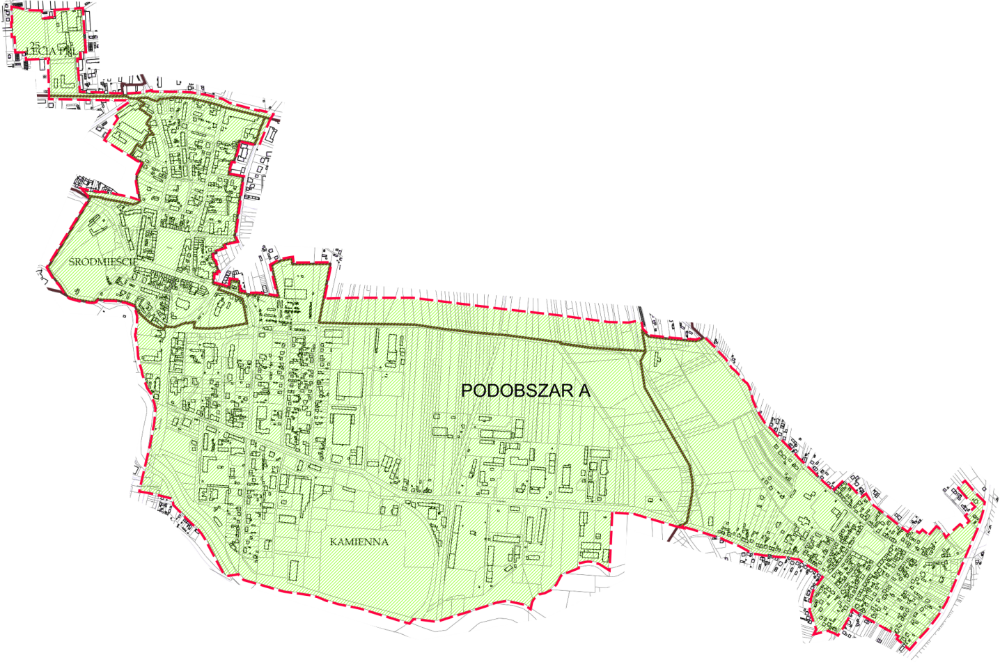 25-
LECIA PRL
ŚRODMIEŚCIE
PODOBSZAR A
KAMIENNA